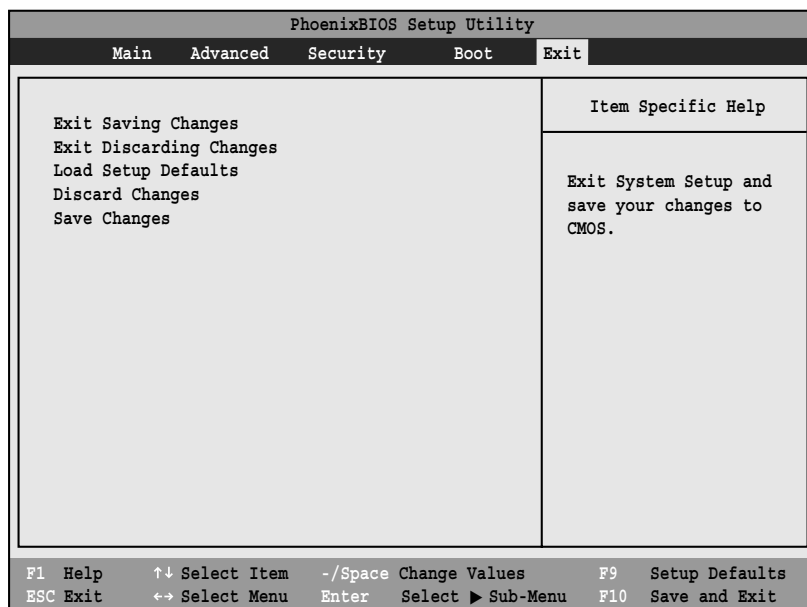 PhoenixBIOS Setup Utility
Main Advanced Security Boot Exit
Exit Saving Changes
Exit Discarding Changes
Load Setup Defaults
Discard Changes
Save Changes
Item Specific Help
Exit System Setup and
save your changes to
CMOS.
F1 Help ↑↓ Select Item -/Space Change Values F9 Setup Defaults
ESC Exit ←→ Select Menu Enter Select ▶ Sub-Menu F10 Save and Exit